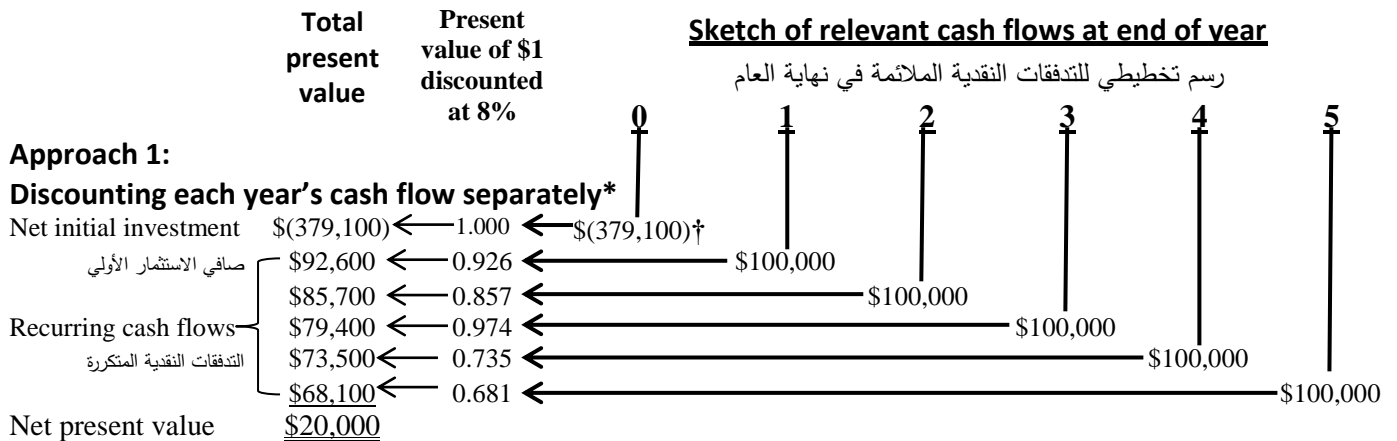 Total present value
Present value of $1 discounted at 8%
Sketch of relevant cash flows at end of year
رسم تخطيطي للتدفقات النقدية الملائمة في نهاية العام
0 1 2 3 4 5
Approach 1:
Discounting each year's cash flow separately*
Net initial investment $(379,100) 1.000 $(379,100)†
صافي الاستثمار الأولي $92,600 0.926 $100,000
$85,700 0.857 $100,000
Recurring cash flows $79,400 0.974 $100,000
التدفقات النقدية المتكررة $73,500 0.735 $100,000
$68,100 0.681 $100,000
Net present value $20,000